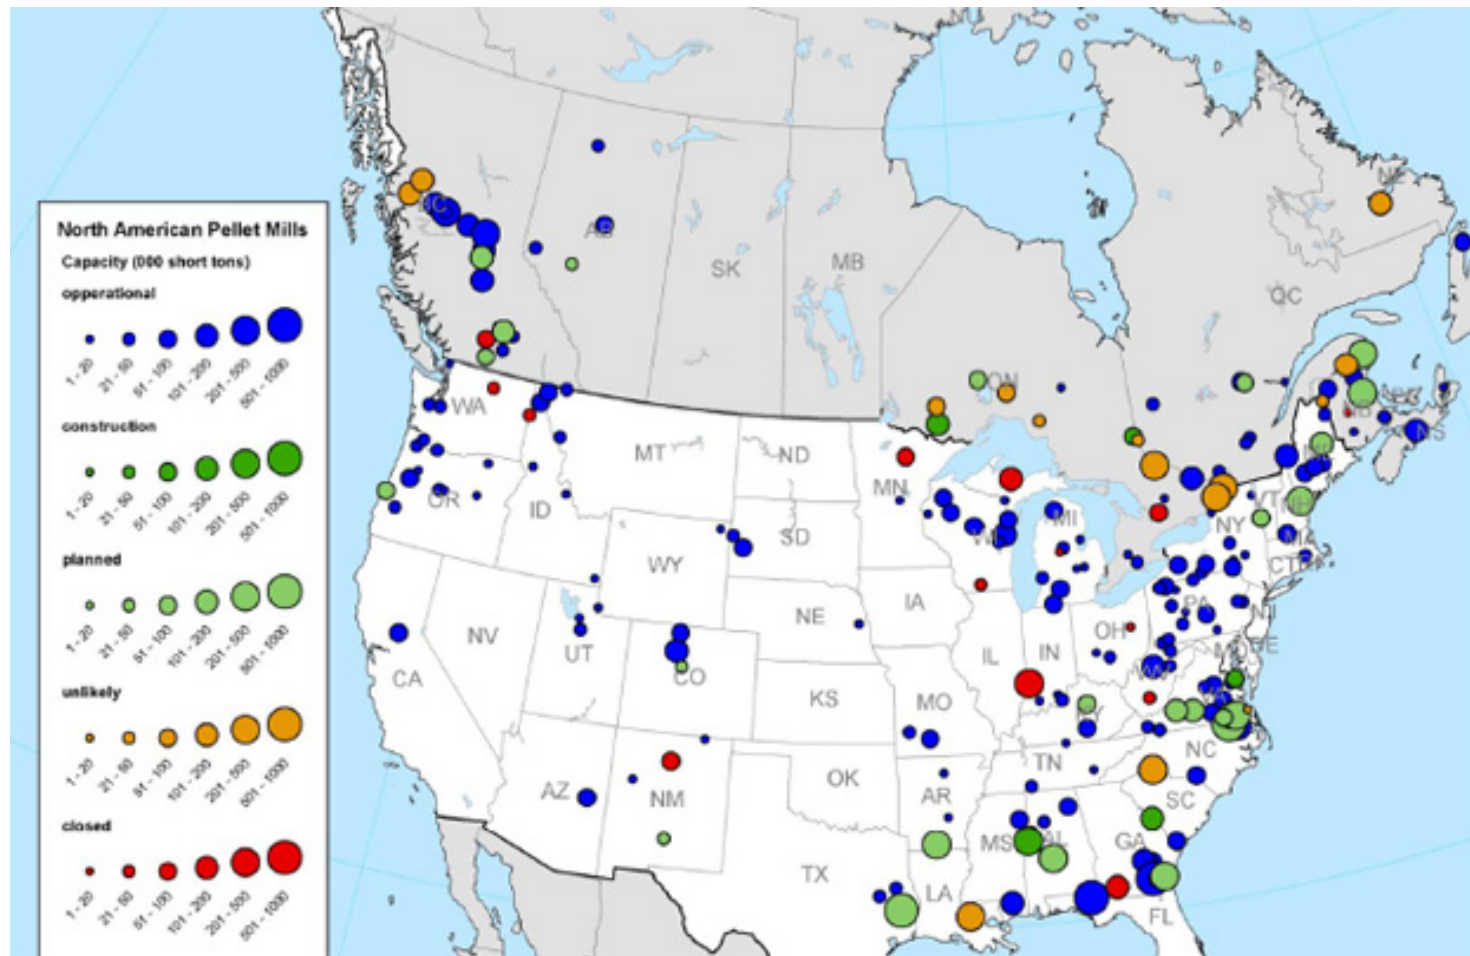 North American Pellet Mills
Capacity (000 short tons)
opperational
1 - 20 21 - 50 51 - 100 101 - 200 201 - 500 501 - 1000
construction
1 - 20 21 - 50 51 - 100 101 - 200 201 - 500 501 - 1000
planned
1 - 20 21 - 50 51 - 100 101 - 200 201 - 500 501 - 1000
unlikely
1 - 20 21 - 50 51 - 100 101 - 200 201 - 500 501 - 1000
closed
1 - 20 21 - 50 51 - 100 101 - 200 201 - 500 501 - 1000
BC
AB
SK
MB
ON
QC
NB
NS
WA
MT
ND
MN
OR
ID
SD
WY
MI
NY
VT
NH
MA
CT
IA
NE
PA
NJ
NV
UT
CA
CO
IL
IN
OH
DE
KS
MO
KY
AZ
NM
OK
TN
NC
AR
SC
MS
AL
GA
TX
LA
FL